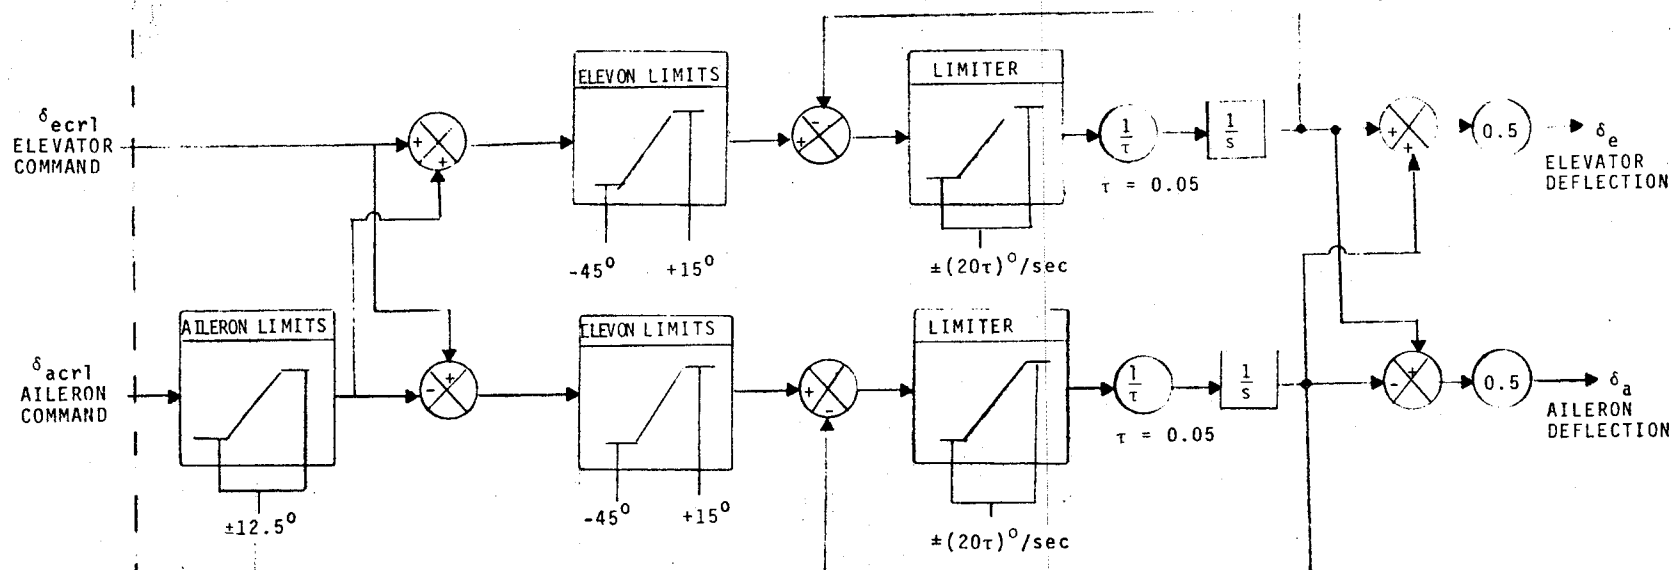 ELEVON LIMITS
LIMITER
δecrl
ELEVATOR
COMMAND
+
+
-
+
1/τ
1/s
+
+
0.5
δe
ELEVATOR
DEFLECTION
τ = 0.05
-45° +15°
±(20τ)°/sec
AILERON LIMITS
ELEVON LIMITS
LIMITER
δacrl
AILERON
COMMAND
-
+
+
-
1/τ
1/s
-
+
0.5
δa
AILERON
DEFLECTION
τ = 0.05
±12.5°
-45° +15°
±(20τ)°/sec